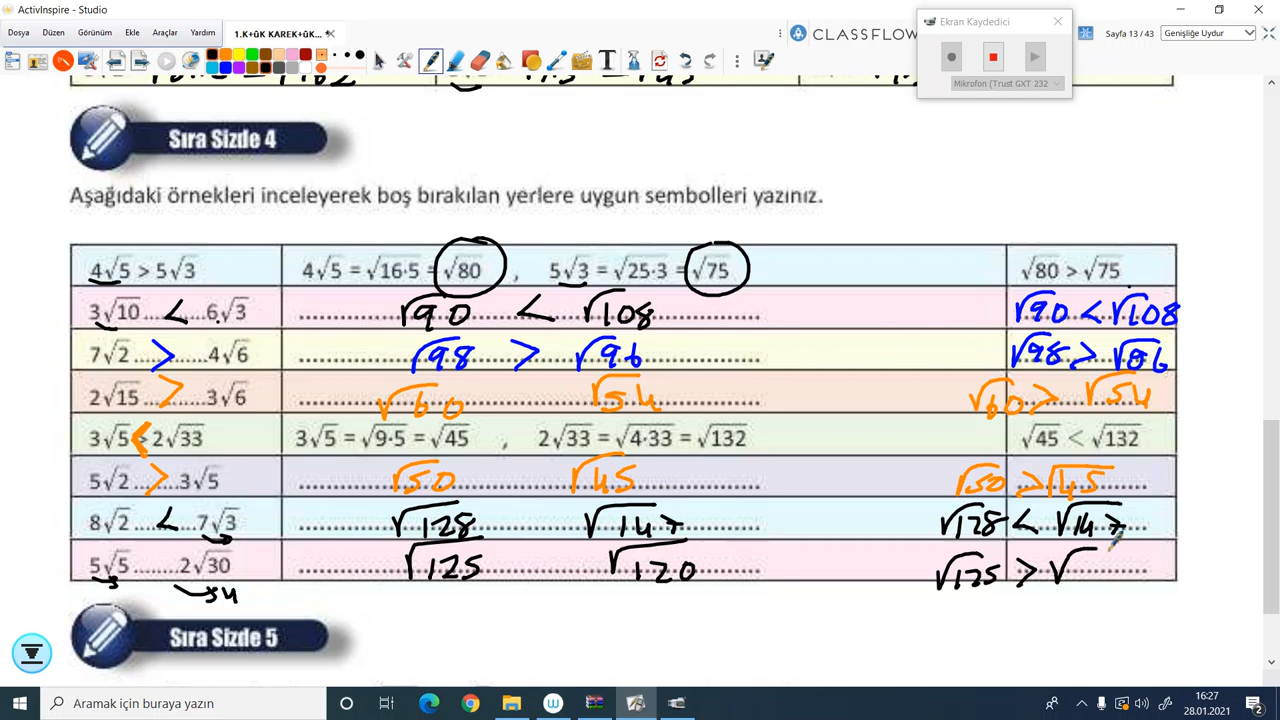 ActivInspire - Studio
Dosya Düzen Görünüm Ekle Araçlar Yardım
1.K+ûK KAREK+ûK...
CLASSFLOW
Sayfa 13 / 43
Genişliğe Uydur
Ekran Kaydedici
Mikrofon (Trust GXT 232
Sıra Sizde 4
Aşağıdaki örnekleri inceleyerek boş bırakılan yerlere uygun sembolleri yazınız.
4√5 > 5√3 4√5 = √16·5 = √80 , 5√3 = √25·3 = √75 √80 > √75
3√10 ..... < ..... 6√3 √90 < √108 √90 < √108
7√2 ..... > ..... 4√6 √98 > √96 √98 > √86
2√15 ..... > ..... 3√6 √60 √54 √60 > √54
3√5 < 2√33 3√5 = √9·5 = √45 , 2√33 = √4·33 = √132 √45 < √132
5√2 ..... > ..... 3√5 √50 √45 √50 > √45
8√2 ..... < ..... 7√3 √128 √147 √128 < √147
5√5 ........ 2√30 √125 √120 √125 > √
→4
Sıra Sizde 5
Aramak için buraya yazın
16:27
28.01.2021
2